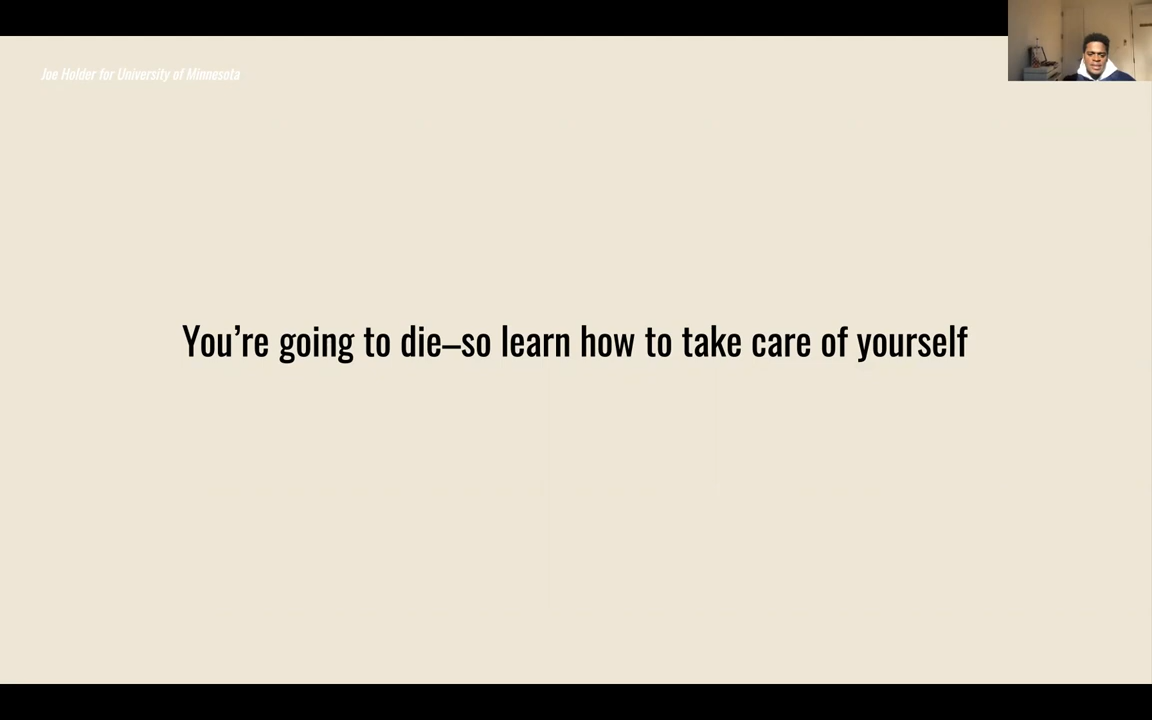 Joe Holder for University of Minnesota
You're going to die–so learn how to take care of yourself